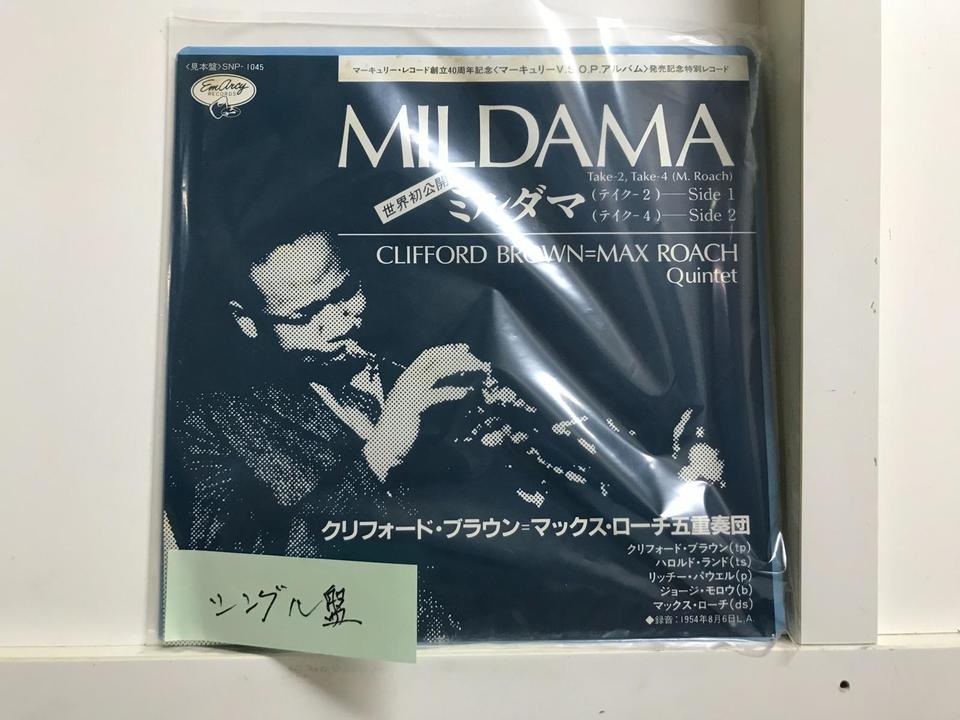 〈見本盤〉SNP-1045
EmArcy
RECORDS
マーキュリー・レコード創立40周年記念〈マーキュリーV.S.O.P.アルバム〉発売記念特別レコード
MILDAMA
Take-2, Take-4 (M. Roach)
世界初公開
ミルダマ
(テイク-2)—Side 1
(テイク-4)—Side 2
CLIFFORD BROWN=MAX ROACH
Quintet
クリフォード・ブラウン=マックス・ローチ五重奏団
クリフォード・ブラウン(tp)
ハロルド・ランド(ts)
リッチー・パウエル(p)
ジョージ・モロウ(b)
マックス・ローチ(ds)
◆録音:1954年8月6日L.A.
シングル盤